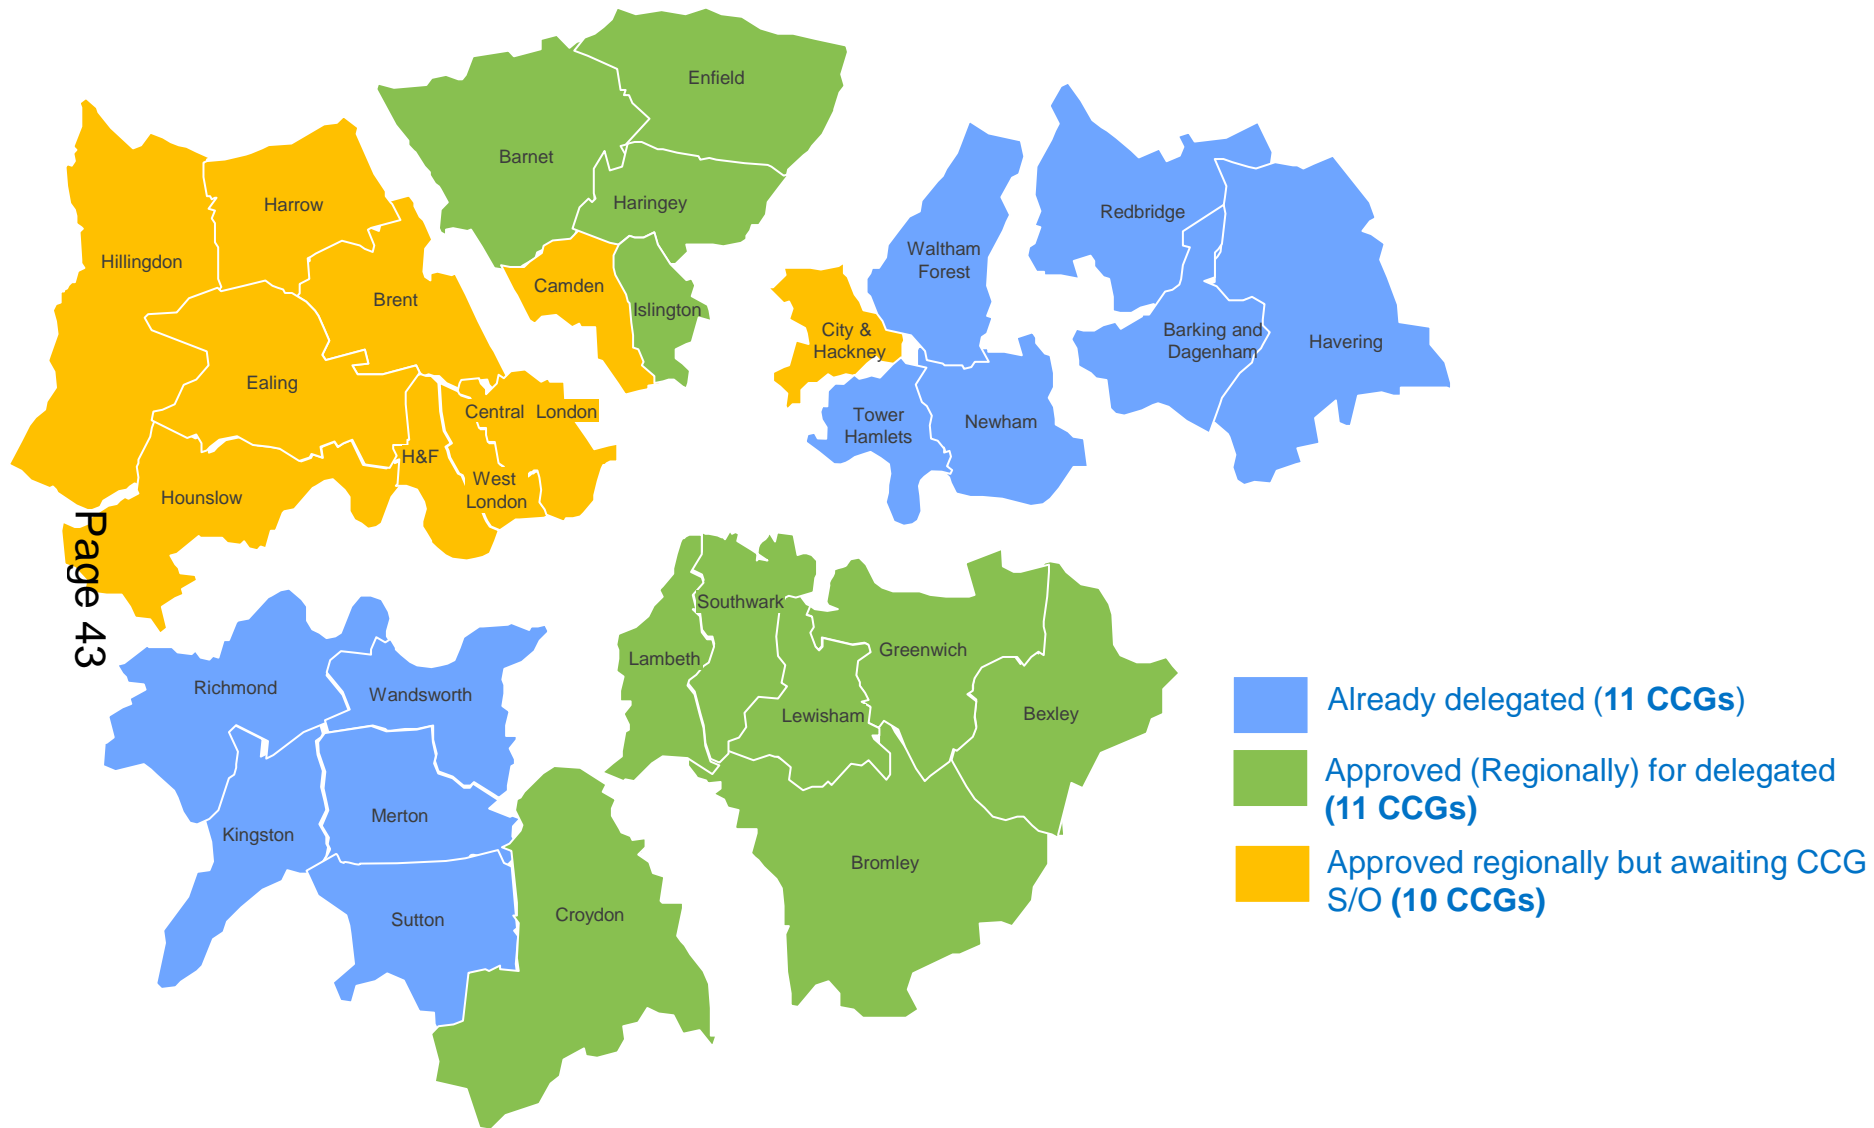 Enfield
Barnet
Haringey
Harrow
Hillingdon
Brent
Camden
Islington
Ealing
Central London
H&F
West
London
Hounslow
Waltham
Forest
Redbridge
City &
Hackney
Barking and
Dagenham
Havering
Tower
Hamlets
Newham
Page 43
Richmond
Wandsworth
Kingston
Merton
Sutton
Croydon
Southwark
Lambeth
Greenwich
Lewisham
Bexley
Bromley
Already delegated (11 CCGs)
Approved (Regionally) for delegated
(11 CCGs)
Approved regionally but awaiting CCG
S/O (10 CCGs)